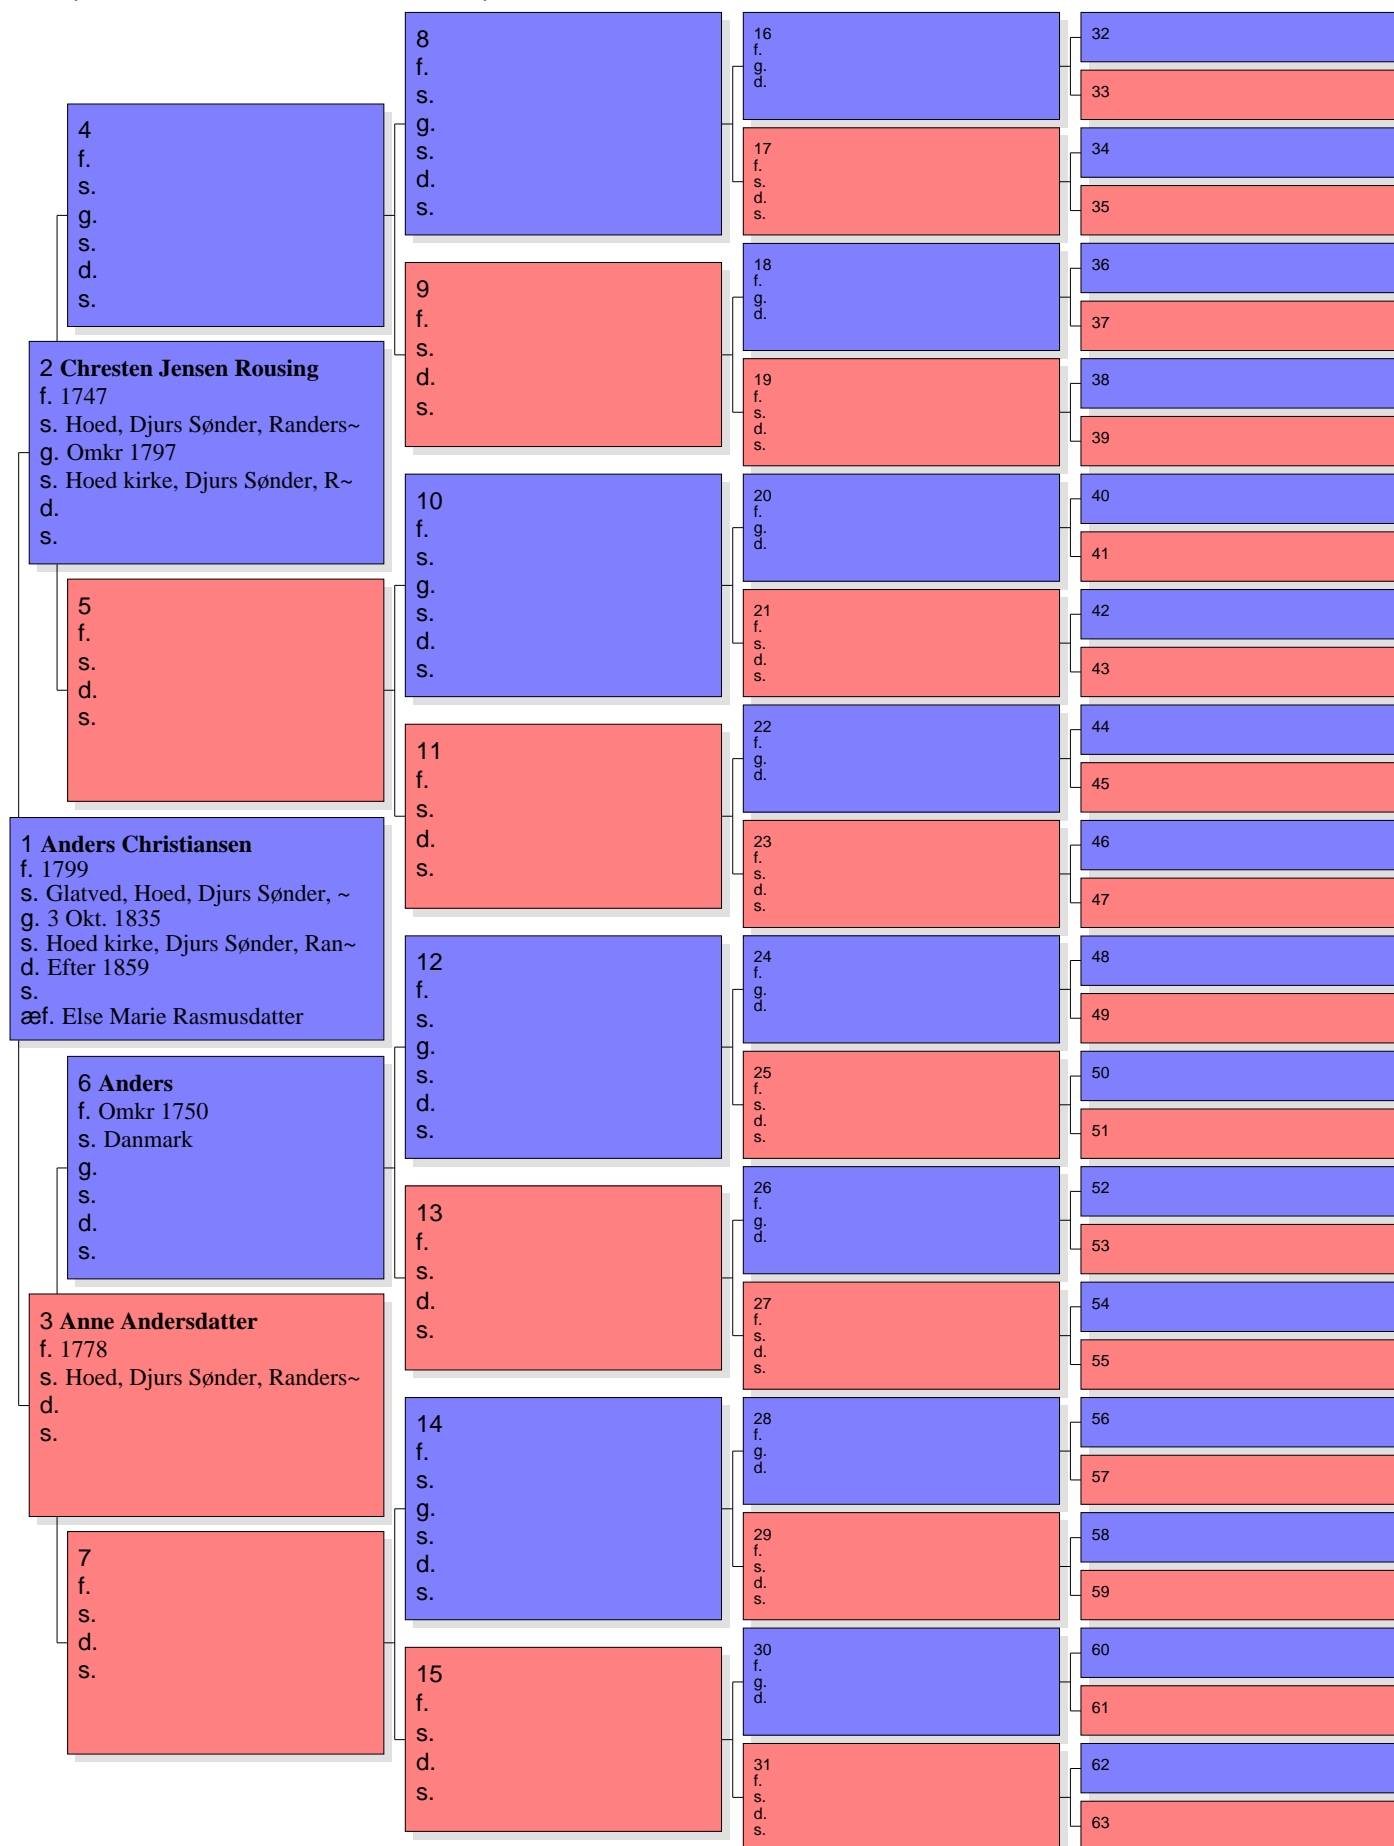 4
f.
s.
g.
s.
d.
s.
2 Chresten Jensen Rousing
f. 1747
s. Hoed, Djurs Sønder, Randers~
g. Omkr 1797
s. Hoed kirke, Djurs Sønder, R~
d.
s.
5
f.
s.
d.
s.
1 Anders Christiansen
f. 1799
s. Glatved, Hoed, Djurs Sønder, ~
g. 3 Okt. 1835
s. Hoed kirke, Djurs Sønder, Ran~
d. Efter 1859
s.
æf. Else Marie Rasmusdatter
6 Anders
f. Omkr 1750
s. Danmark
g.
s.
d.
s.
3 Anne Andersdatter
f. 1778
s. Hoed, Djurs Sønder, Randers~
d.
s.
7
f.
s.
d.
s.
8
f.
s.
g.
s.
d.
s.
9
f.
s.
d.
s.
10
f.
s.
g.
s.
d.
s.
11
f.
s.
d.
s.
12
f.
s.
g.
s.
d.
s.
13
f.
s.
d.
s.
14
f.
s.
g.
s.
d.
s.
15
f.
s.
d.
s.
16
f.
g.
d.
17
f.
s.
d.
s.
18
f.
g.
d.
19
f.
s.
d.
s.
20
f.
g.
d.
21
f.
s.
d.
s.
22
f.
g.
d.
23
f.
s.
d.
s.
24
f.
g.
d.
25
f.
s.
d.
s.
26
f.
g.
d.
27
f.
s.
d.
s.
28
f.
g.
d.
29
f.
s.
d.
s.
30
f.
g.
d.
31
f.
s.
d.
s.
32
33
34
35
36
37
38
39
40
41
42
43
44
45
46
47
48
49
50
51
52
53
54
55
56
57
58
59
60
61
62
63